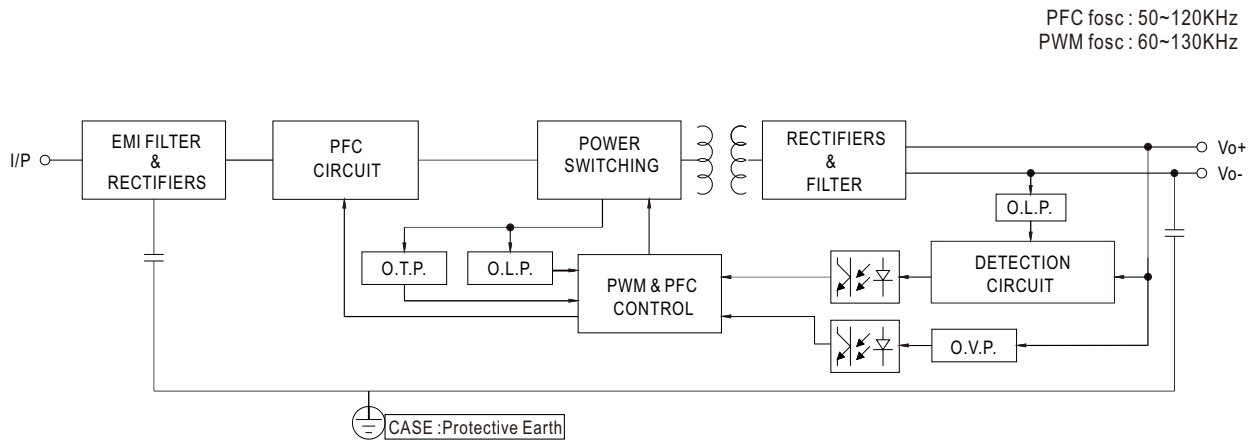 PFC fosc : 50~120KHz
PWM fosc : 60~130KHz
I/P
EMI FILTER
&
RECTIFIERS
PFC
CIRCUIT
POWER
SWITCHING
RECTIFIERS
&
FILTER
Vo+
Vo-
O.L.P.
O.T.P.
O.L.P.
PWM & PFC
CONTROL
DETECTION
CIRCUIT
O.V.P.
CASE :Protective Earth